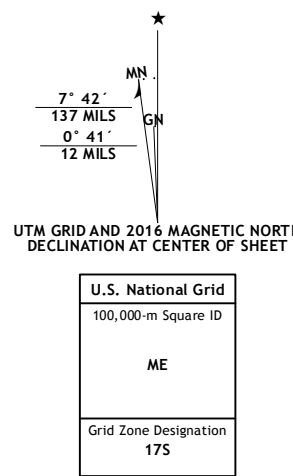 ★
MN
7° 42´
137 MILS
GN
0° 41´
12 MILS
UTM GRID AND 2016 MAGNETIC NORTH
DECLINATION AT CENTER OF SHEET
U.S. National Grid
100,000-m Square ID
ME
Grid Zone Designation
17S